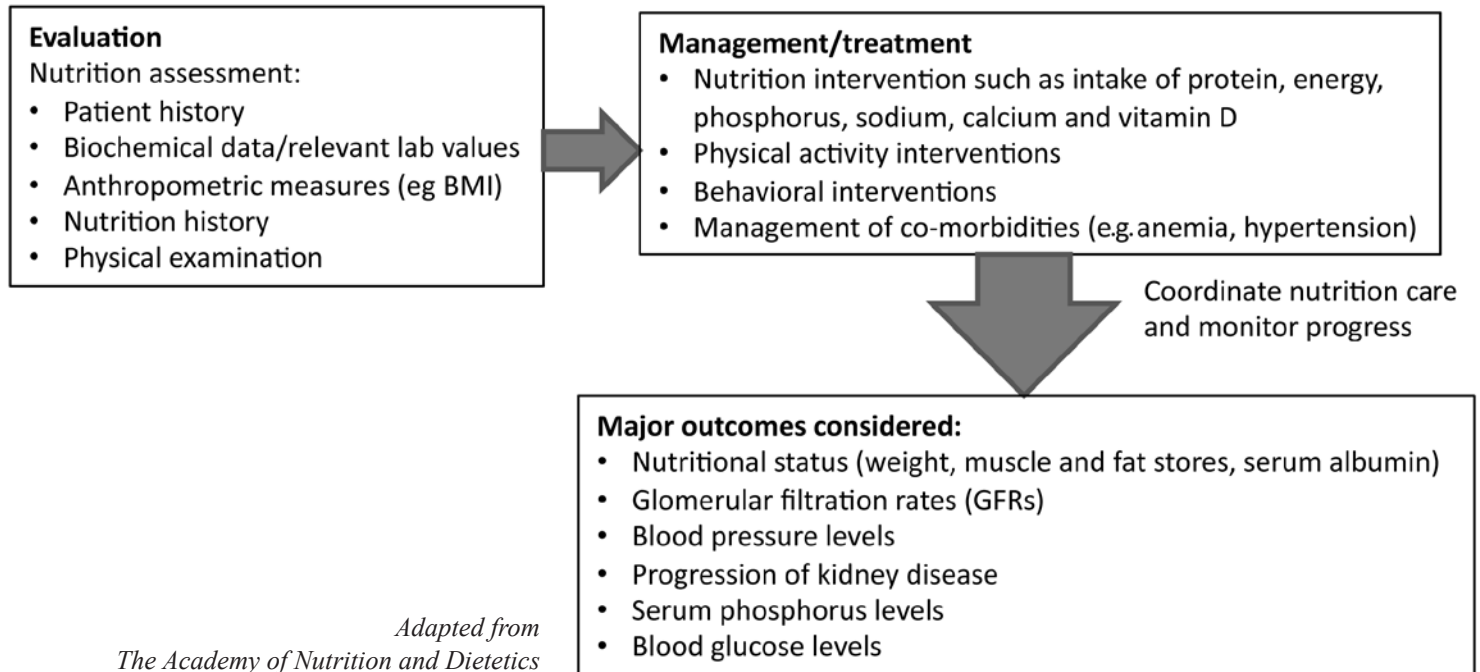 Evaluation
Nutrition assessment:
• Patient history
• Biochemical data/relevant lab values
• Anthropometric measures (eg BMI)
• Nutrition history
• Physical examination
Management/treatment
• Nutrition intervention such as intake of protein, energy,
phosphorus, sodium, calcium and vitamin D
• Physical activity interventions
• Behavioral interventions
• Management of co-morbidities (e.g. anemia, hypertension)
Coordinate nutrition care
and monitor progress
Major outcomes considered:
• Nutritional status (weight, muscle and fat stores, serum albumin)
• Glomerular filtration rates (GFRs)
• Blood pressure levels
• Progression of kidney disease
• Serum phosphorus levels
• Blood glucose levels
Adapted from
The Academy of Nutrition and Dietetics